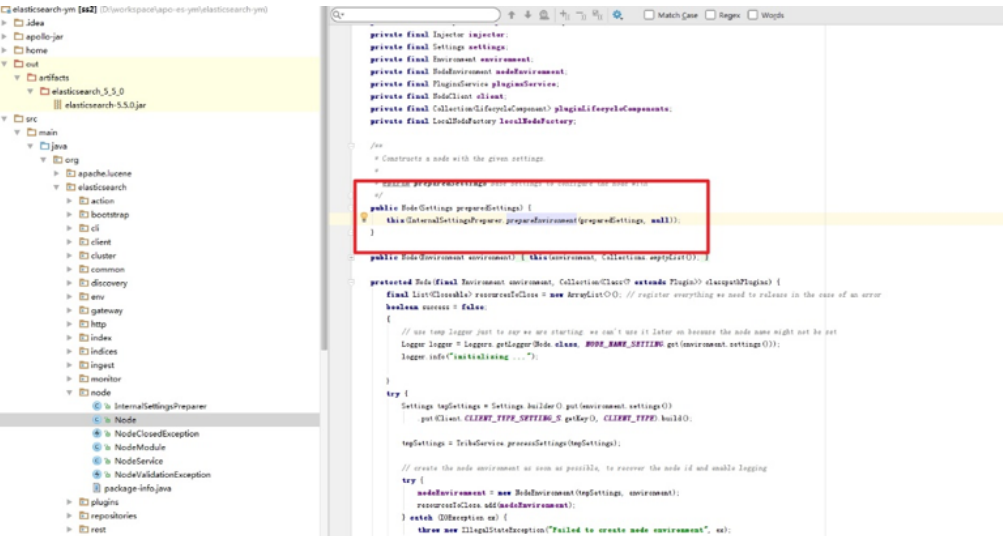 elasticsearch-ym [ss2] (D:\workspace\apo-es-ym\elasticsearch-ym)
.idea
apollo-jar
home
out
artifacts
elasticsearch_5_5_0
elasticsearch-5.5.0.jar
src
main
java
org
apache.lucene
elasticsearch
action
bootstrap
cli
client
cluster
common
discovery
env
gateway
http
index
indices
ingest
monitor
node
InternalSettingsPreparer
Node
NodeClosedException
NodeModule
NodeService
NodeValidationException
package-info.java
plugins
repositories
rest
Match Case Regex Words
private final Injector injector;
private final Settings settings;
private final Environment environment;
private final NodeEnvironment nodeEnvironment;
private final PluginsService pluginsService;
private final NodeClient client;
private final Collection<LifecycleComponent> pluginLifecycleComponents;
private final LocalNodeFactory localNodeFactory;
/**
* Constructs a node with the given settings.
*
* @param preparedSettings Base settings to configure the node with
*/
public Node(Settings preparedSettings) {
this(InternalSettingsPreparer.prepareEnvironment(preparedSettings, null));
}
public Node(Environment environment) { this(environment, Collections.emptyList()); }
protected Node(final Environment environment, Collection<Class<? extends Plugin>> classpathPlugins) {
final List<Closeable> resourcesToClose = new ArrayList<>(); // register everything we need to release in the case of an error
boolean success = false;
{
// use temp logger just to say we are starting. we can't use it later on because the node name might not be set
Logger logger = Loggers.getLogger(Node.class, NODE_NAME_SETTING.get(environment.settings()));
logger.info("initializing ...");
}
try {
Settings tmpSettings = Settings.builder().put(environment.settings())
.put(Client.CLIENT_TYPE_SETTING_S.getKey(), CLIENT_TYPE).build();
tmpSettings = TribeService.processSettings(tmpSettings);
// create the node environment as soon as possible, to recover the node id and enable logging
try {
nodeEnvironment = new NodeEnvironment(tmpSettings, environment);
resourcesToClose.add(nodeEnvironment);
} catch (IOException ex) {
throw new IllegalStateException("Failed to create node environment", ex);